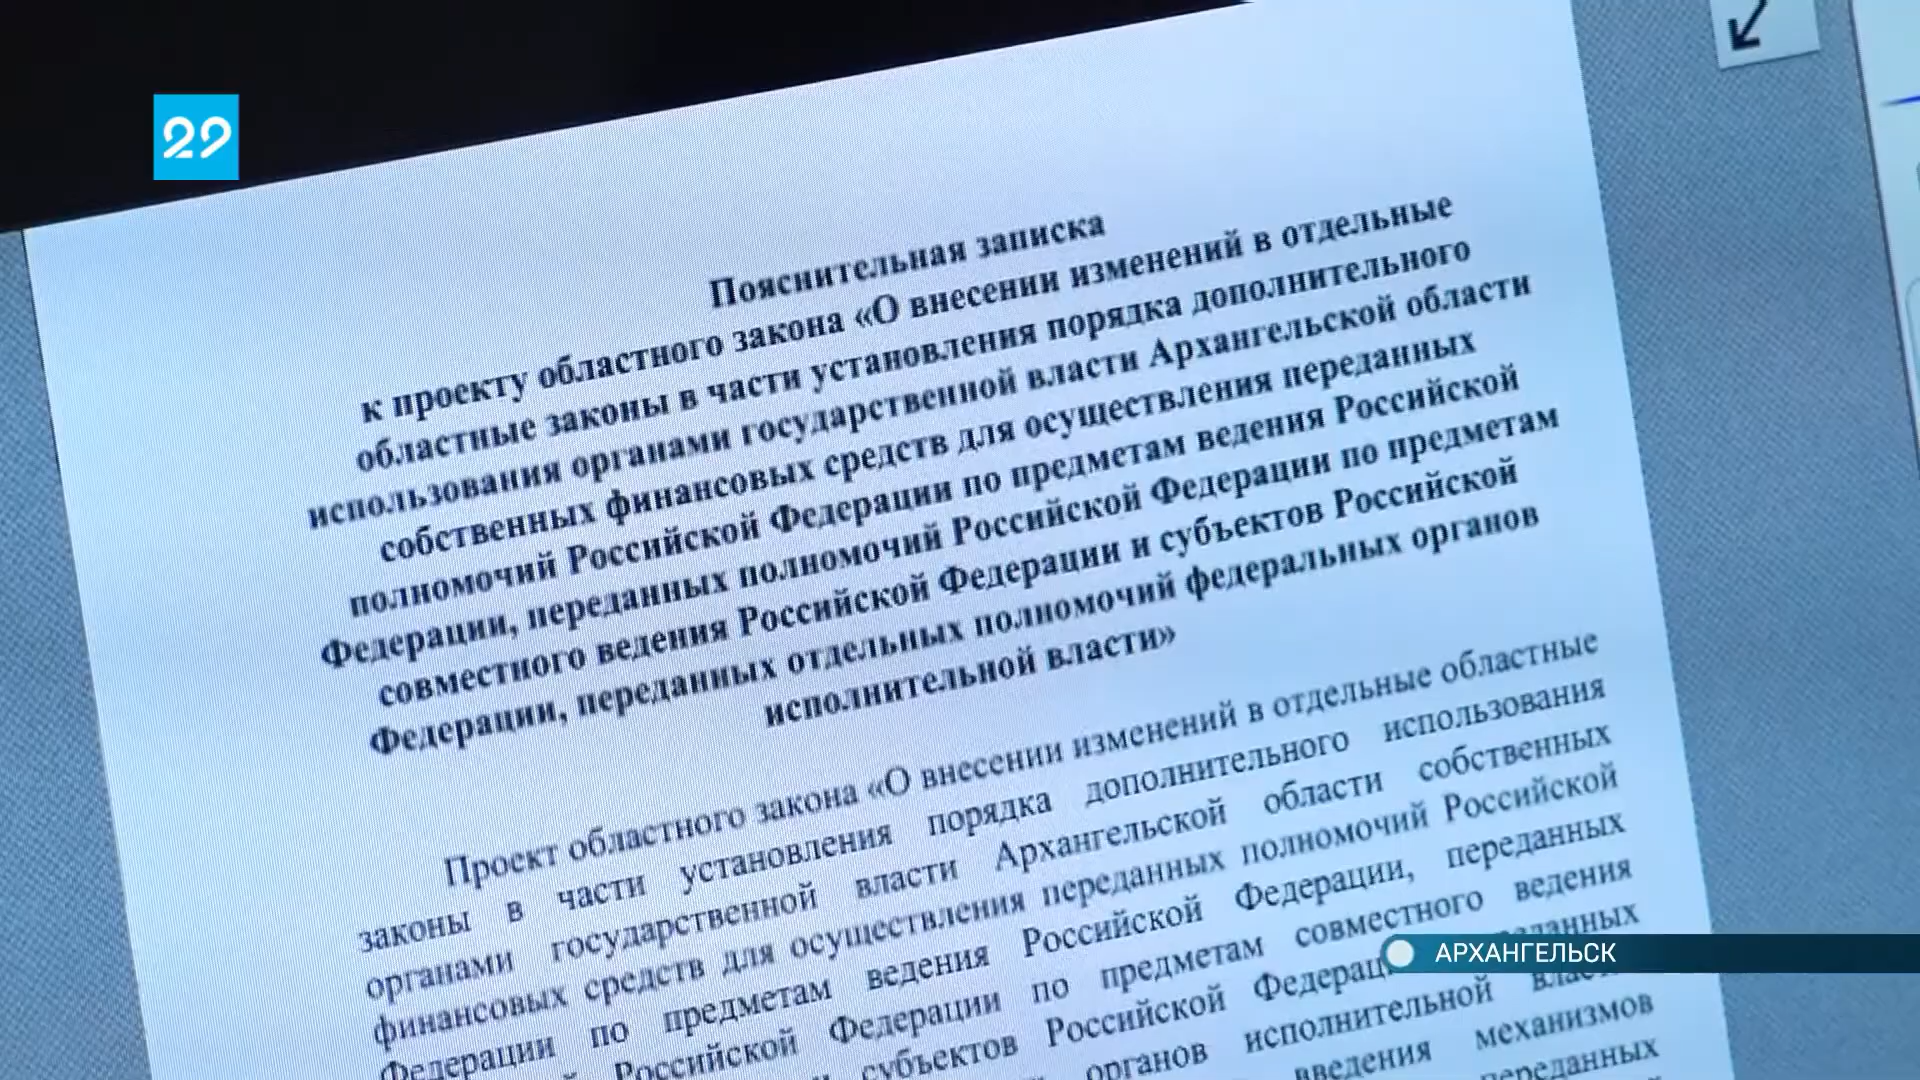 29
Пояснительная записка
к проекту областного закона «О внесении изменений в отдельные
областные законы в части установления порядка дополнительного
использования органами государственной власти Архангельской области
собственных финансовых средств для осуществления переданных
полномочий Российской Федерации по предметам ведения Российской
Федерации, переданных полномочий Российской Федерации по предметам
совместного ведения Российской Федерации и субъектов Российской
Федерации, переданных отдельных полномочий федеральных органов
исполнительной власти»
Проект областного закона «О внесении изменений в отдельные областные
законы в части установления порядка дополнительного использования
органами государственной власти Архангельской области собственных
финансовых средств для осуществления переданных полномочий Российской
Федерации по предметам ведения Российской Федерации, переданных
Российской Федерации по предметам совместного ведения
субъектов Российской
органов исполнительной
введения механизмов
переданных
АРХАНГЕЛЬСК